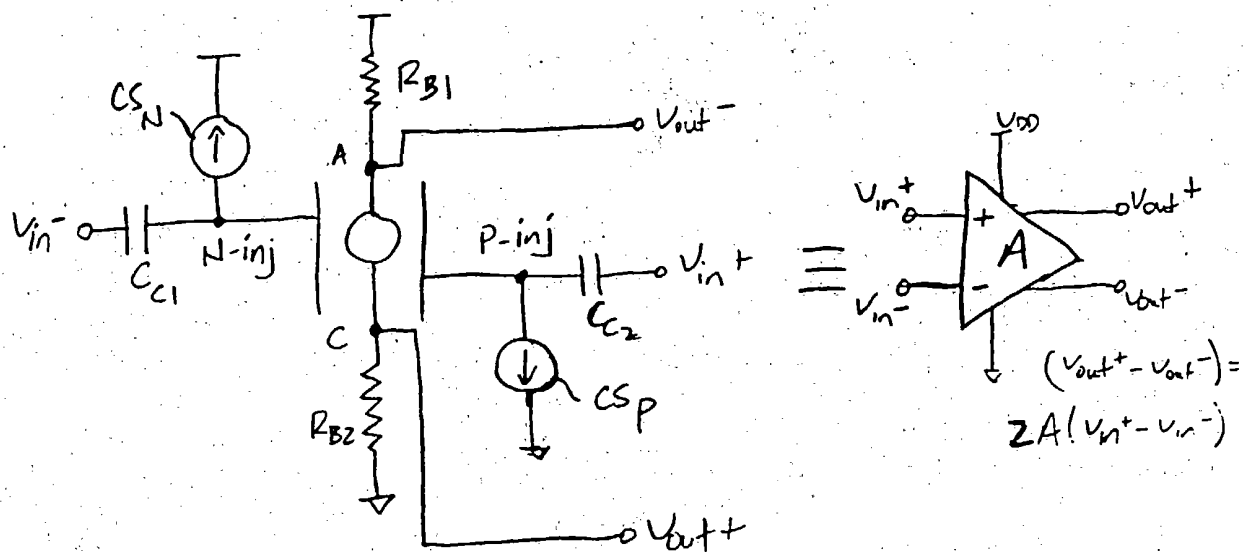 R_B1
CS_N
V_out^-
A
V_DD
V_in^-
C_C1
N-inj
P-inj
V_in^+
C_C2
V_in^+
+
A
V_out^+
V_in^-
-
V_out^-
C
R_B2
CS_P
(V_out^+ - V_out^-) =
2A(V_in^+ - V_in^-)
V_out+